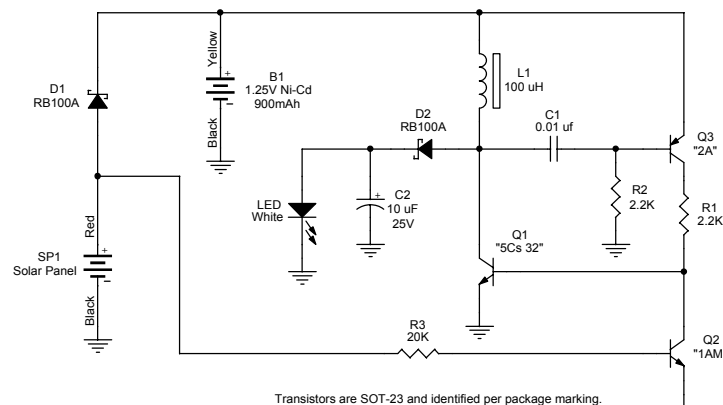 Yellow
B1
1.25V Ni-Cd
900mAh
Black
D1
RB100A
L1
100 uH
D2
RB100A
C1
0.01 uf
Q3
"2A"
LED
White
C2
10 uF
25V
R2
2.2K
R1
2.2K
Red
SP1
Solar Panel
Black
Q1
"5Cs 32"
R3
20K
Q2
"1AM
Transistors are SOT-23 and identified per package marking.